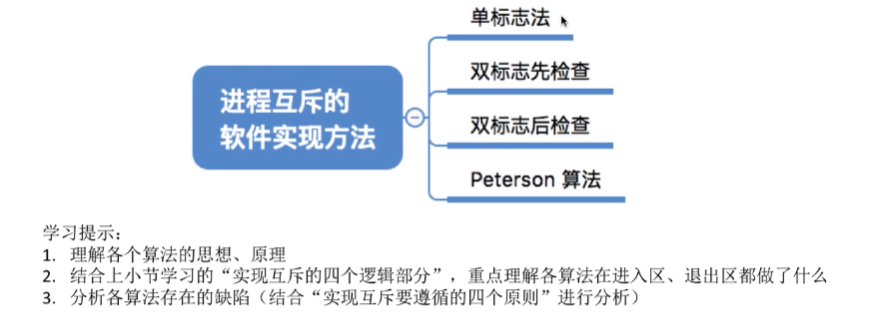 单标志法
双标志先检查
进程互斥的
软件实现方法
双标志后检查
Peterson 算法
学习提示：
1. 理解各个算法的思想、原理
2. 结合上小节学习的“实现互斥的四个逻辑部分”，重点理解各算法在进入区、退出区都做了什么
3. 分析各算法存在的缺陷（结合“实现互斥要遵循的四个原则”进行分析）